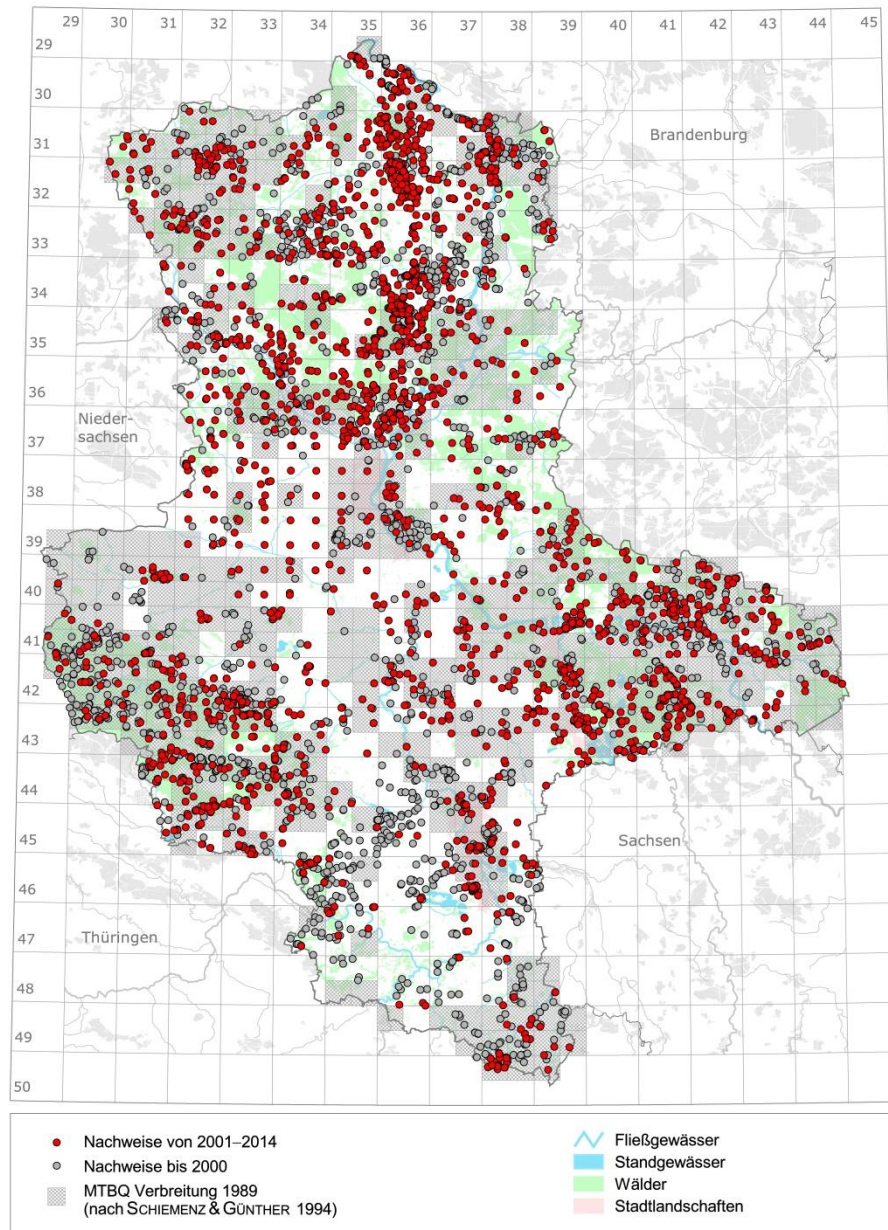 29 30 31 32 33 34 35 36 37 38 39 40 41 42 43 44 45
29
30
Brandenburg
31
32
33
34
35
36
Nieder-
sachsen
37
38
39
40
41
42
43
44
45
Sachsen
46
47
Thüringen
48
49
50
Nachweise von 2001–2014
Nachweise bis 2000
MTBQ Verbreitung 1989
(nach SCHIEMENZ & GÜNTHER 1994)
Fließgewässer
Standgewässer
Wälder
Stadtlandschaften